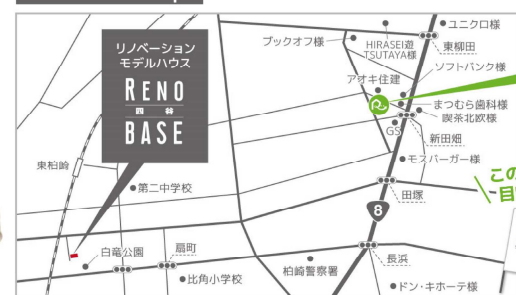 リノベーション
モデルハウス
RENO
四谷
BASE
ブックオフ様
HIRASEI遊
TSUTAYA様
ユニクロ様
東柳田
ソフトバンク様
アオキ住建
まつむら歯科様
喫茶北欧様
GS
新田畑
モスバーガー様
東柏崎
第二中学校
田塚
この
目
8
白竜公園
扇町
比角小学校
柏崎警察署
長浜
ドン・キホーテ様